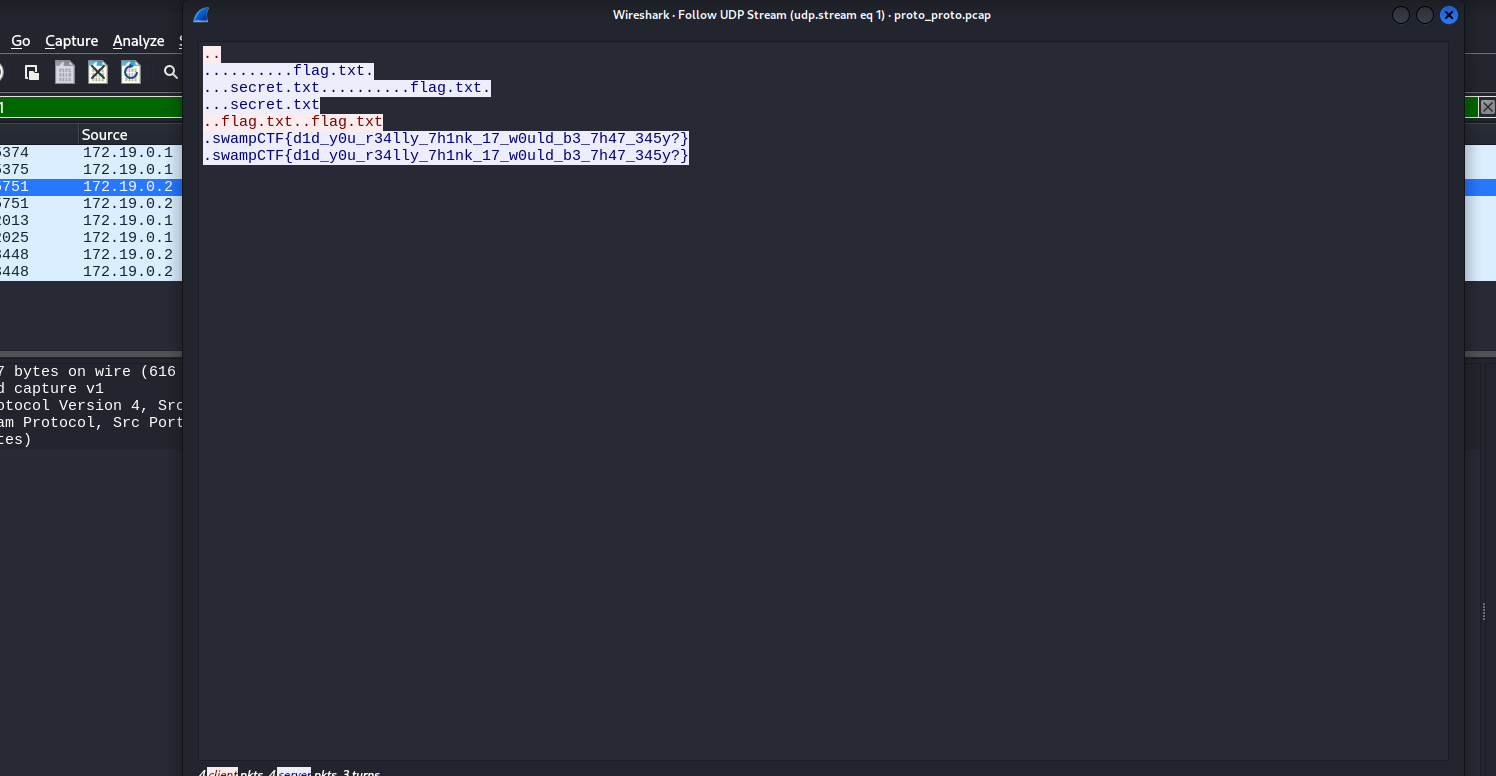 Wireshark · Follow UDP Stream (udp.stream eq 1) · proto_proto.pcap
Go Capture Analyze
..
..........flag.txt.
...secret.txt..........flag.txt.
...secret.txt
..flag.txt..flag.txt
.swampCTF{d1d_y0u_r34lly_7h1nk_17_w0uld_b3_7h47_345y?}
.swampCTF{d1d_y0u_r34lly_7h1nk_17_w0uld_b3_7h47_345y?}
1
Source
5374 172.19.0.1
5375 172.19.0.1
5751 172.19.0.2
5751 172.19.0.2
2013 172.19.0.1
2025 172.19.0.1
3448 172.19.0.2
3448 172.19.0.2
7 bytes on wire (616
d capture v1
otocol Version 4, Src
am Protocol, Src Port
tes)
4 client pkts, 4 server pkts, 3 turns.